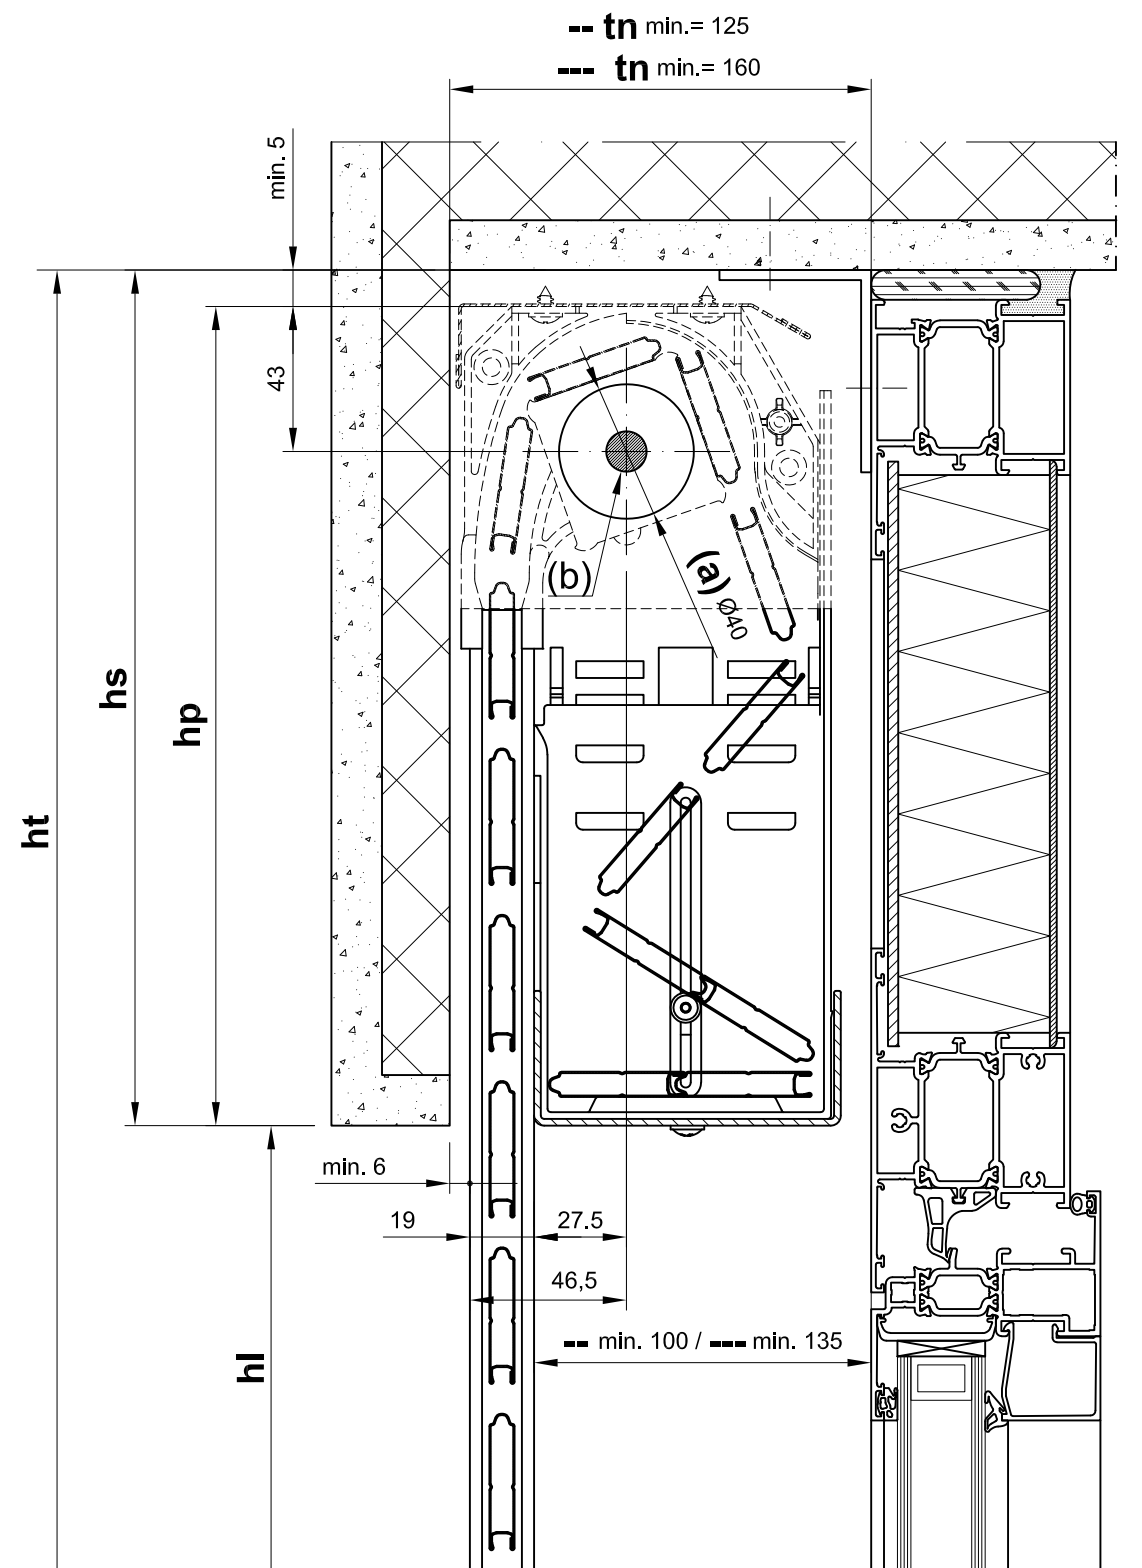 -- tn min.= 125
--- tn min.= 160
min. 5
43
hs
hp
ht
(b)
(a) Ø40
min. 6
19
27.5
46,5
-- min. 100 / --- min. 135
hl